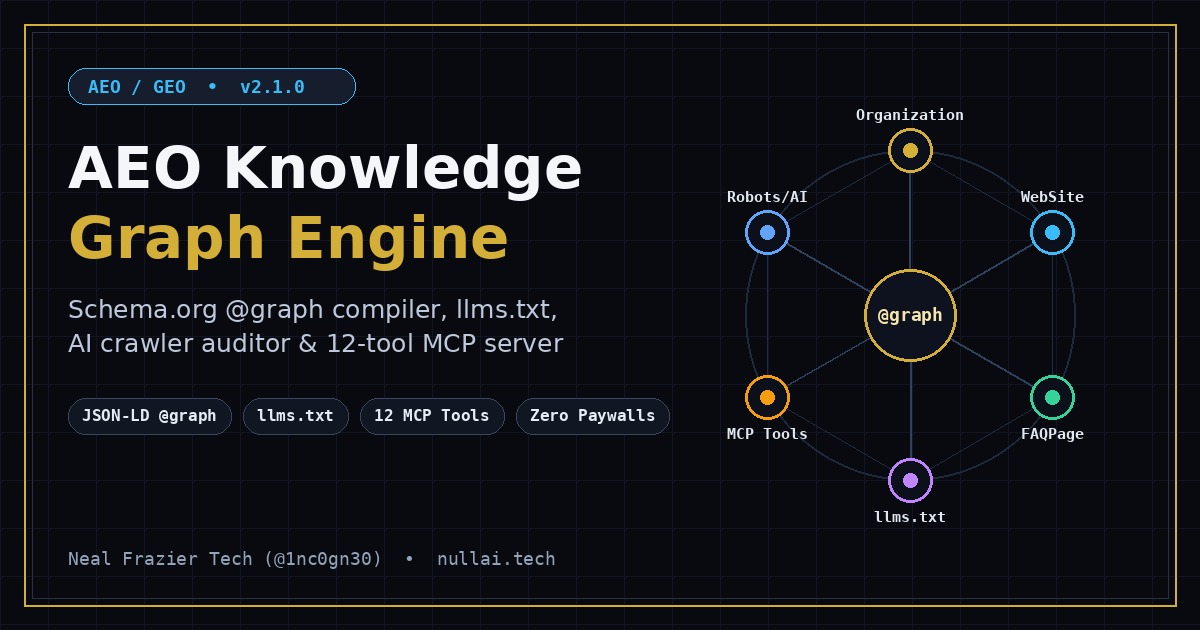 AEO / GEO • v2.1.0
AEO Knowledge
Graph Engine
Schema.org @graph compiler, llms.txt,
AI crawler auditor & 12-tool MCP server
JSON-LD @graph
llms.txt
12 MCP Tools
Zero Paywalls
Neal Frazier Tech (@1nc0gn30) • nullai.tech
Organization
Robots/AI
WebSite
@graph
MCP Tools
FAQPage
llms.txt